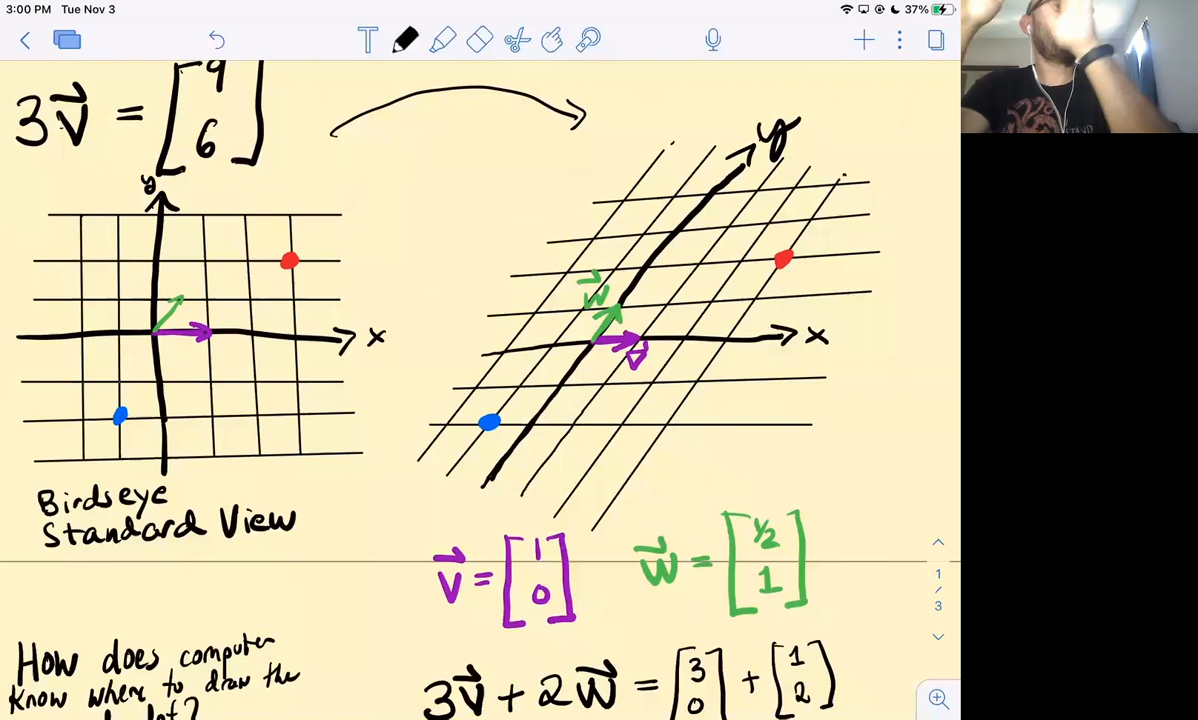 3:00 PM Tue Nov 3
37%
T
3v⃗ = [9
6]
y
x
Birdseye
Standard View
y
x
w⃗
v⃗
v⃗ = [1
0]
w⃗ = [1/2
1]
1
/
3
How does computer
know where to draw the
3v⃗ + 2w⃗ = [3 0] + [1 2]